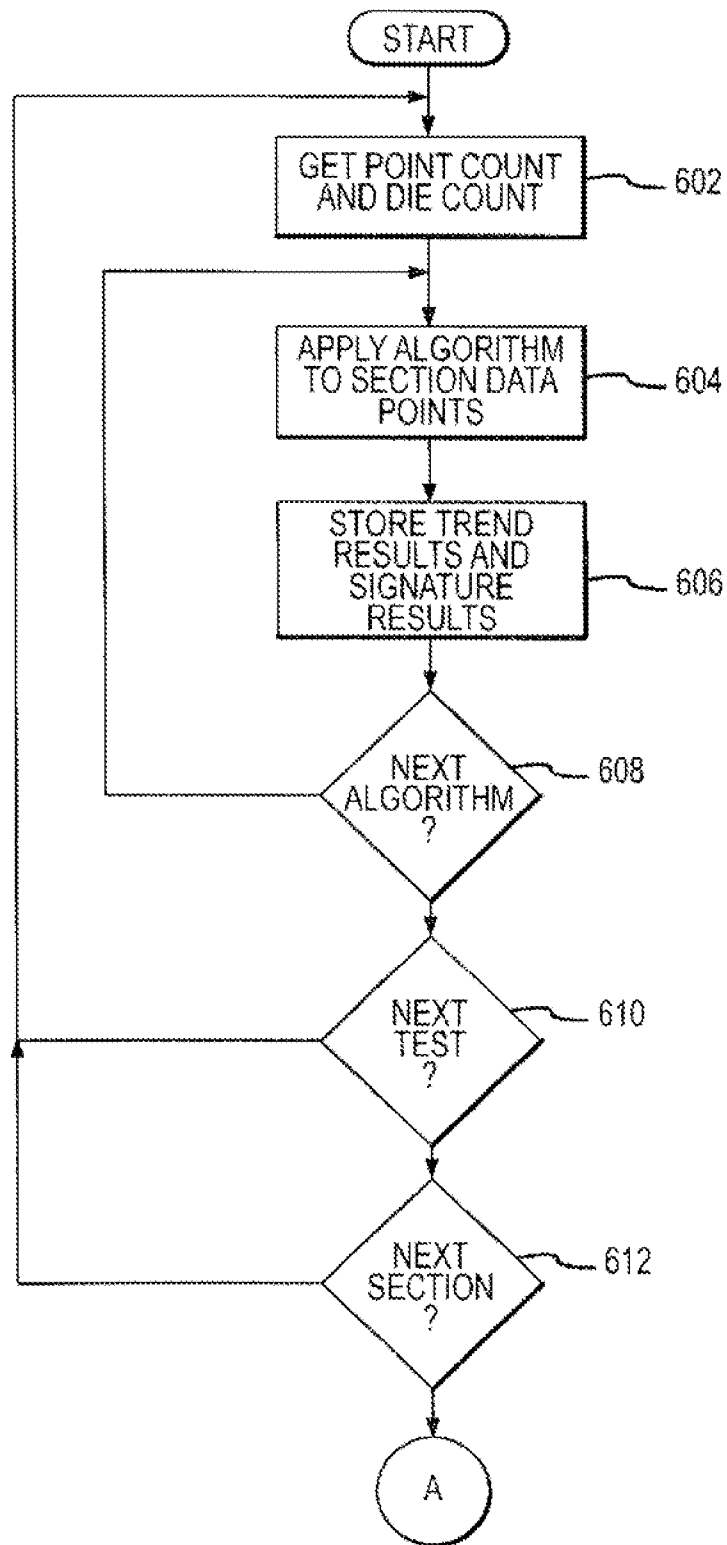 START
GET POINT COUNT
AND DIE COUNT
602
APPLY ALGORITHM
TO SECTION DATA
POINTS
604
STORE TREND
RESULTS AND
SIGNATURE
RESULTS
606
NEXT
ALGORITHM
?
608
NEXT
TEST
?
610
NEXT
SECTION
?
612
A